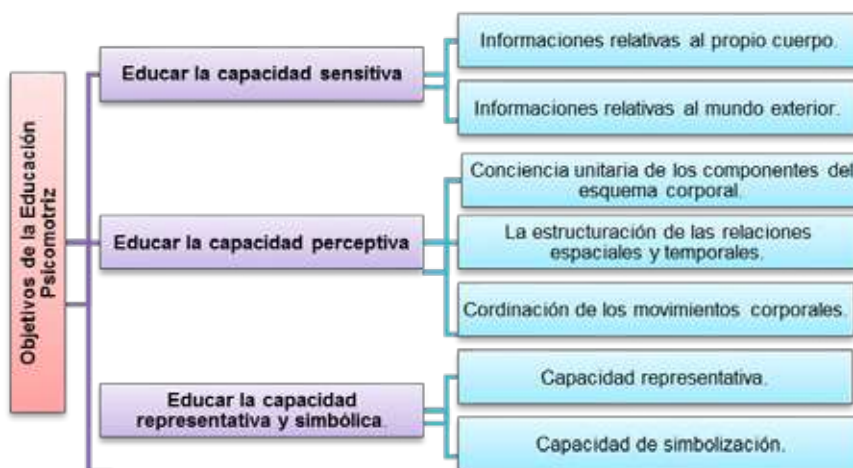 Objetivos de la Educación
Psicomotriz
Educar la capacidad sensitiva
Informaciones relativas al propio cuerpo.
Informaciones relativas al mundo exterior.
Educar la capacidad perceptiva
Conciencia unitaria de los componentes del
esquema corporal.
La estructuración de las relaciones
espaciales y temporales.
Cordinación de los movimientos corporales.
Educar la capacidad
representativa y simbólica.
Capacidad representativa.
Capacidad de simbolización.